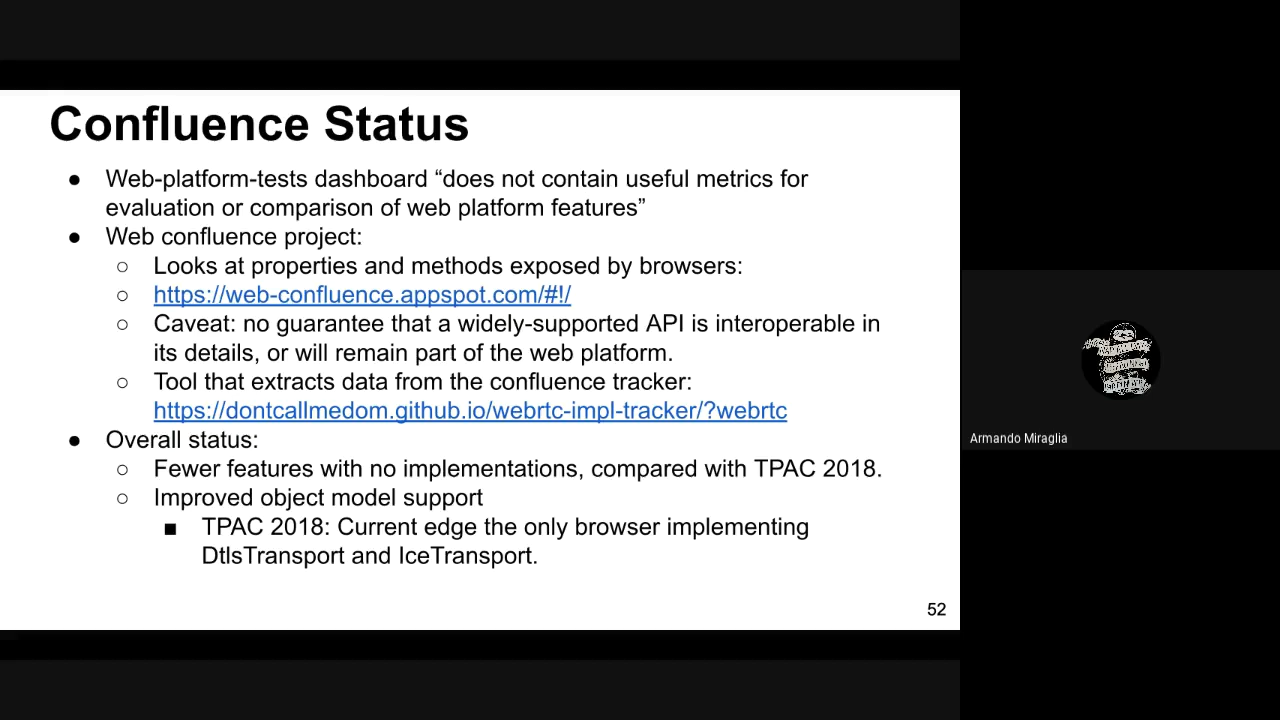 Confluence Status
● Web-platform-tests dashboard “does not contain useful metrics for
evaluation or comparison of web platform features”
● Web confluence project:
○ Looks at properties and methods exposed by browsers:
○ https://web-confluence.appspot.com/#!/
○ Caveat: no guarantee that a widely-supported API is interoperable in
its details, or will remain part of the web platform.
○ Tool that extracts data from the confluence tracker:
https://dontcallmedom.github.io/webrtc-impl-tracker/?webrtc
● Overall status:
○ Fewer features with no implementations, compared with TPAC 2018.
○ Improved object model support
■ TPAC 2018: Current edge the only browser implementing
DtlsTransport and IceTransport.
52
Armando Miraglia